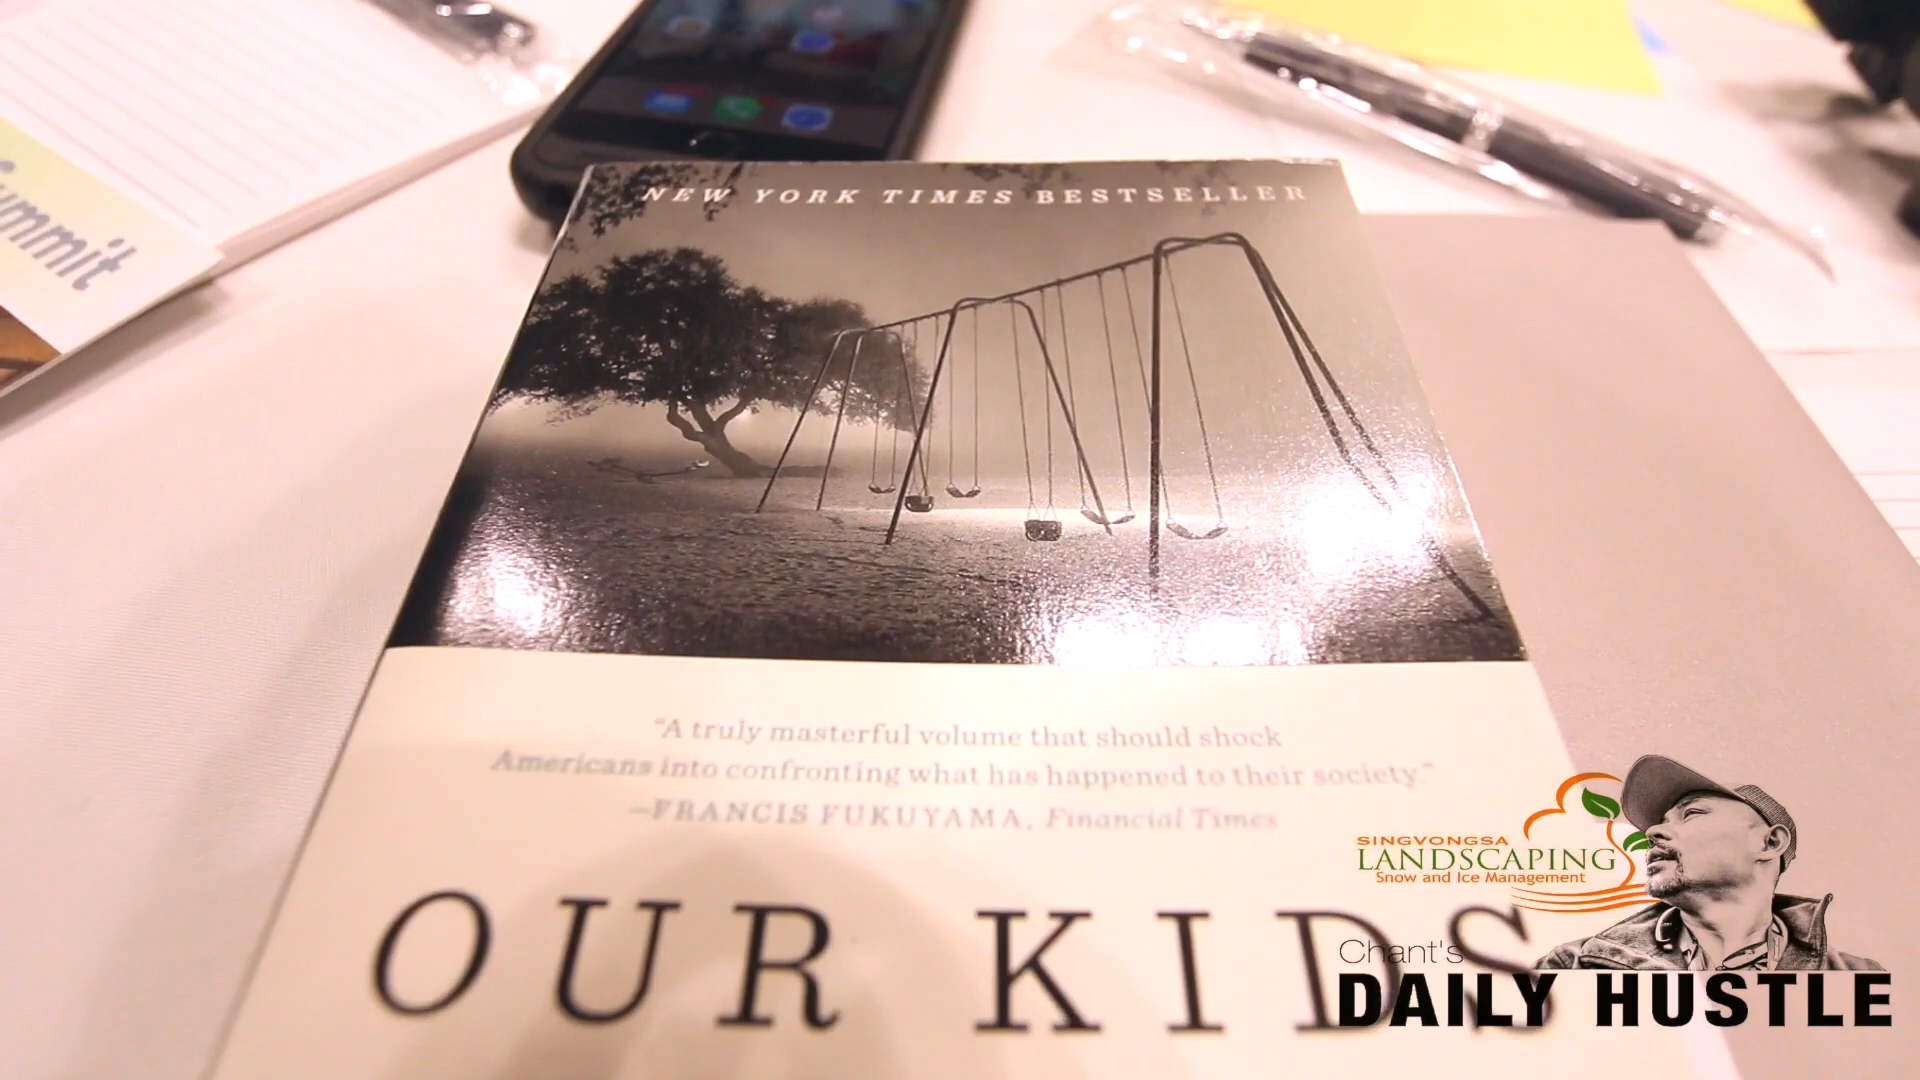 Summit
NEW YORK TIMES BESTSELLER
“A truly masterful volume that should shock
Americans into confronting what has happened to their society.”
—FRANCIS FUKUYAMA, Financial Times
OUR KIDS
SINGVONGSA
LANDSCAPING
Snow and Ice Management
Chant's
DAILY HUSTLE